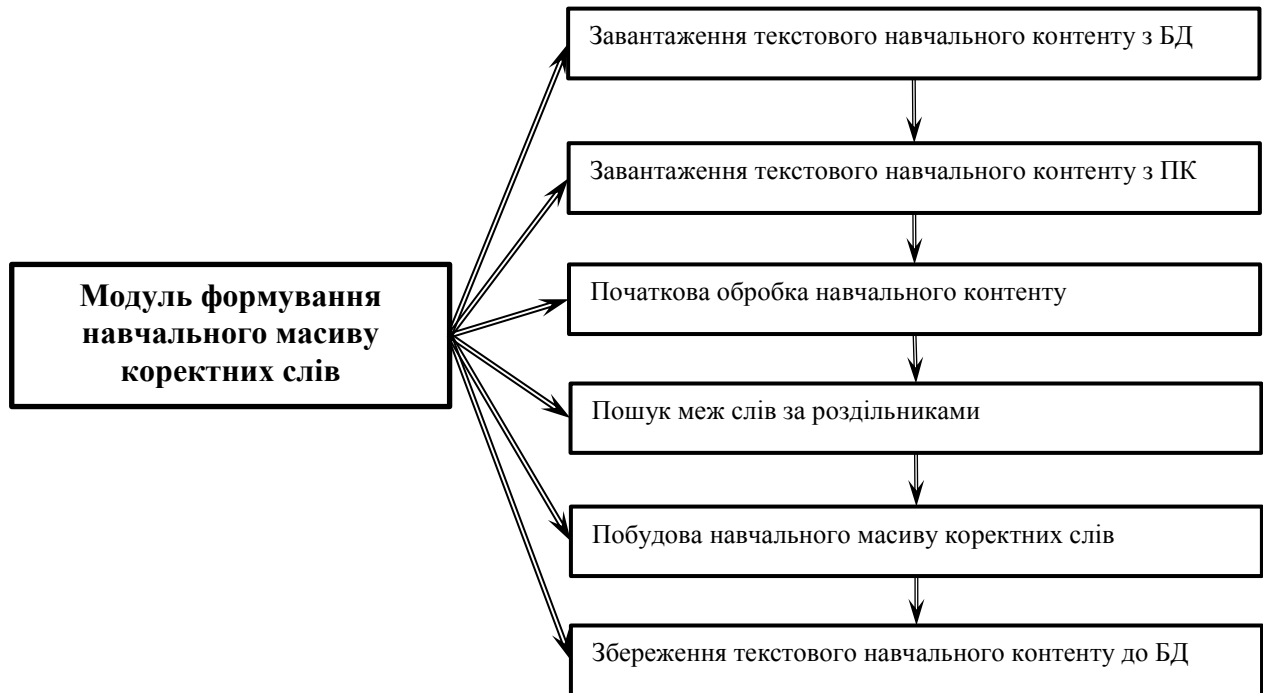 Завантаження текстового навчального контенту з БД
Завантаження текстового навчального контенту з ПК
Модуль формування
навчального масиву
коректних слів
Початкова обробка навчального контенту
Пошук меж слів за роздільниками
Побудова навчального масиву коректних слів
Збереження текстового навчального контенту до БД